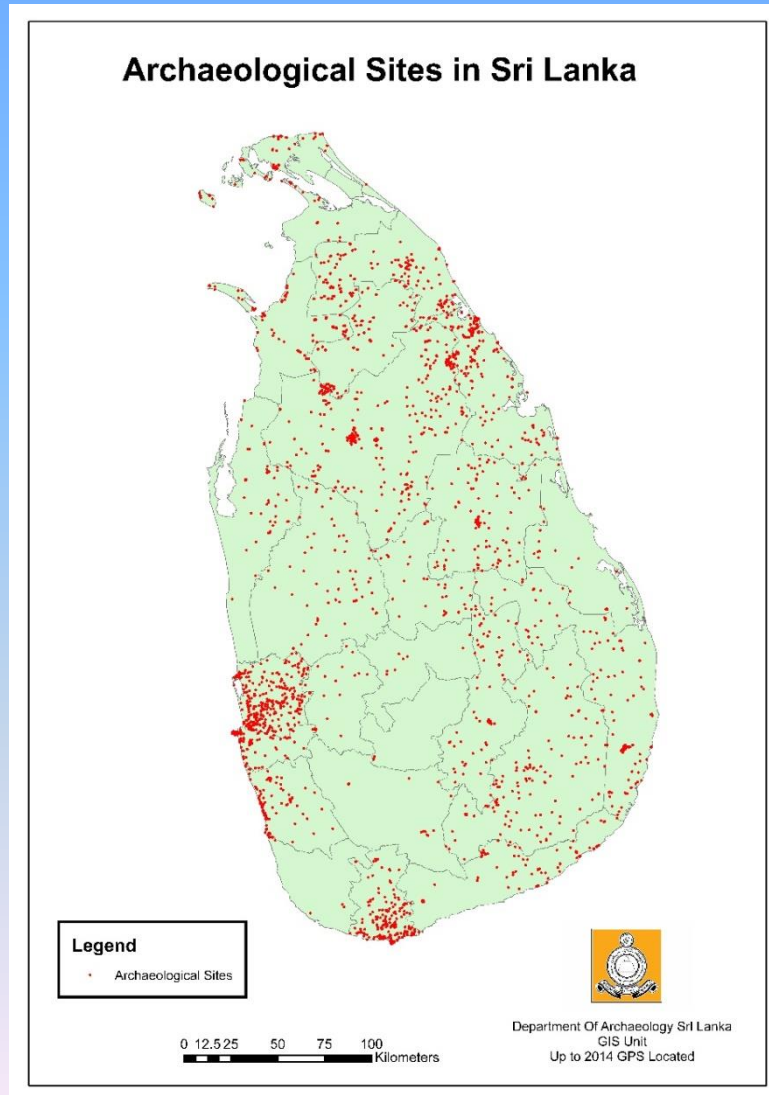 Archaeological Sites in Sri Lanka
Legend
Archaeological Sites
0 12.5 25 50 75 100
Kilometers
Department Of Archaeology Sri Lanka
GIS Unit
Up to 2014 GPS Located